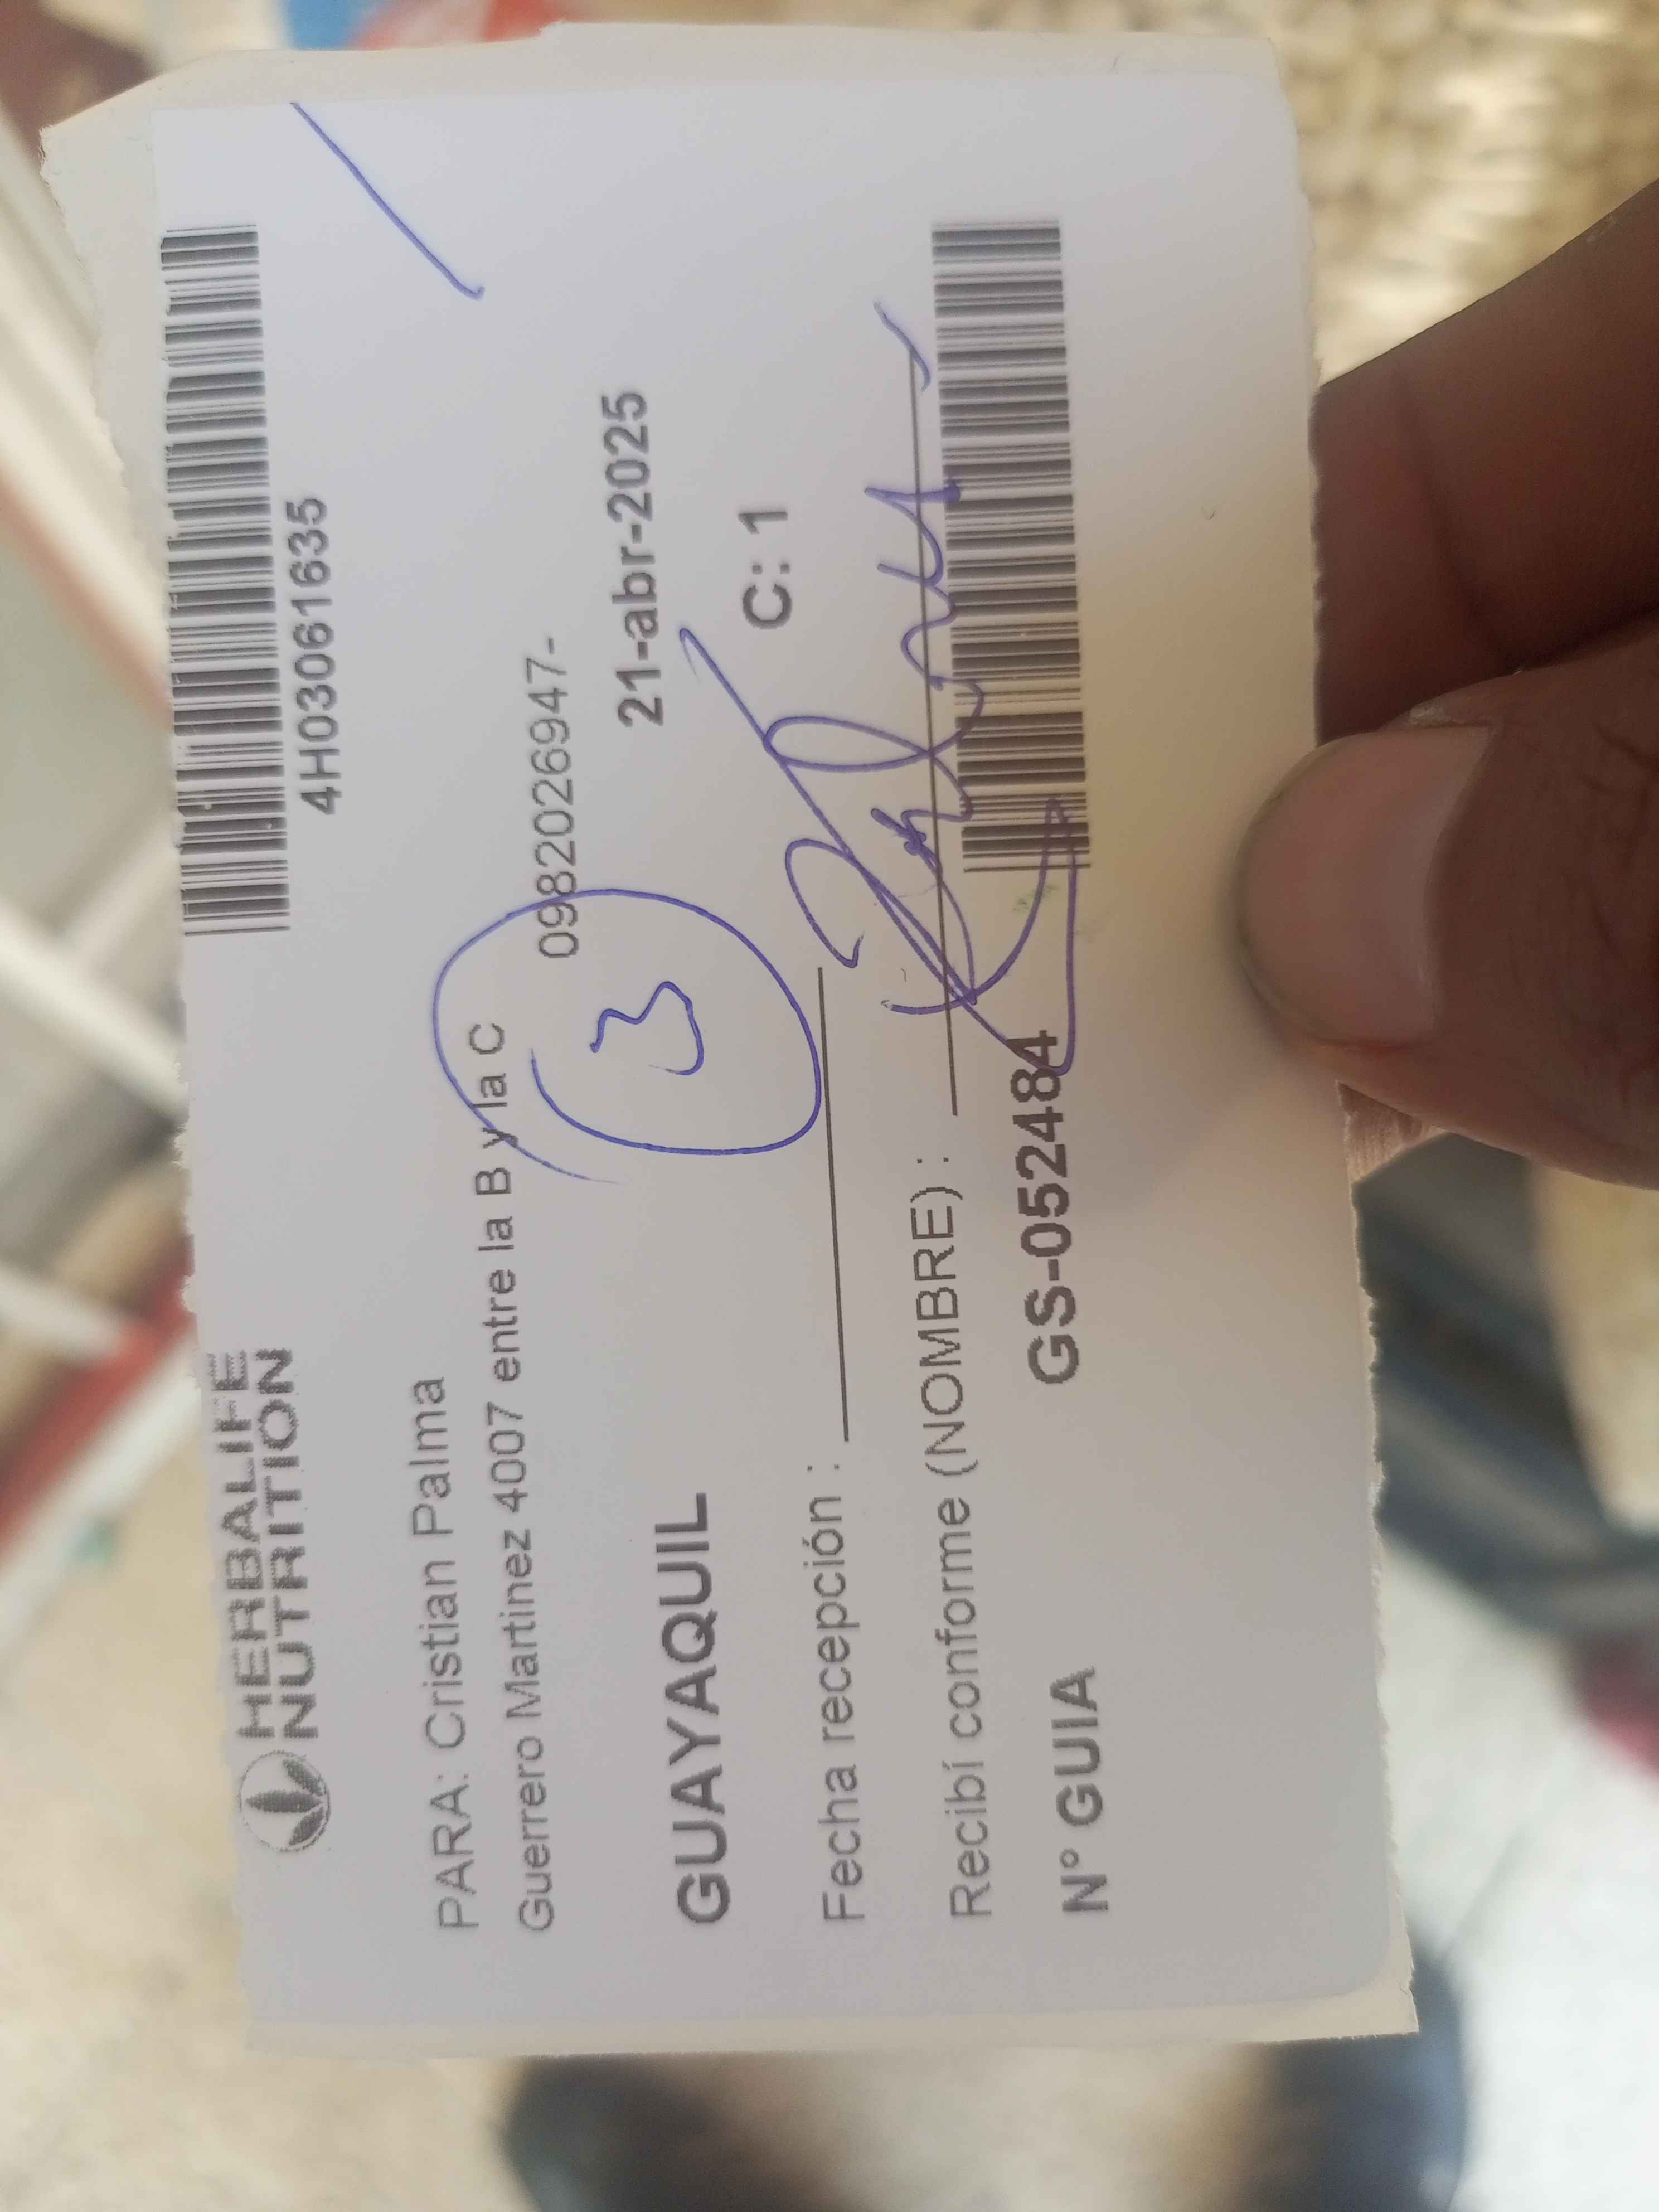 HERBALIFE
NUTRITION
4H03061635
PARA: Cristian Palma
Guerrero Martinez 4007 entre la B y la C
0982026947-
GUAYAQUIL
21-abr-2025
3
Fecha recepción :
C: 1
Recibí conforme (NOMBRE) :
N° GUIA GS-052484